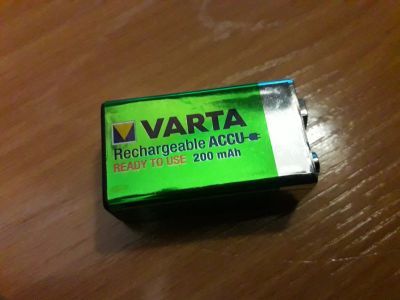 VARTA
Rechargeable ACCU
READY TO USE 200 mAh